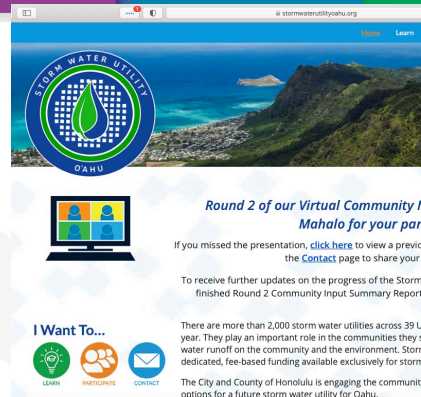 1
stormwaterutilityoahu.org
Home Learn
STORM WATER UTILITY
O'AHU
Round 2 of our Virtual Community
Mahalo for your par
If you missed the presentation, click here to view a previo
the Contact page to share your
To receive further updates on the progress of the Storm
finished Round 2 Community Input Summary Report
I Want To...
LEARN PARTICIPATE CONTACT
There are more than 2,000 storm water utilities across 39 U
year. They play an important role in the communities they s
water runoff on the community and the environment. Storm
dedicated, fee-based funding available exclusively for storm
The City and County of Honolulu is engaging the communit
options for a future storm water utility for Oahu.